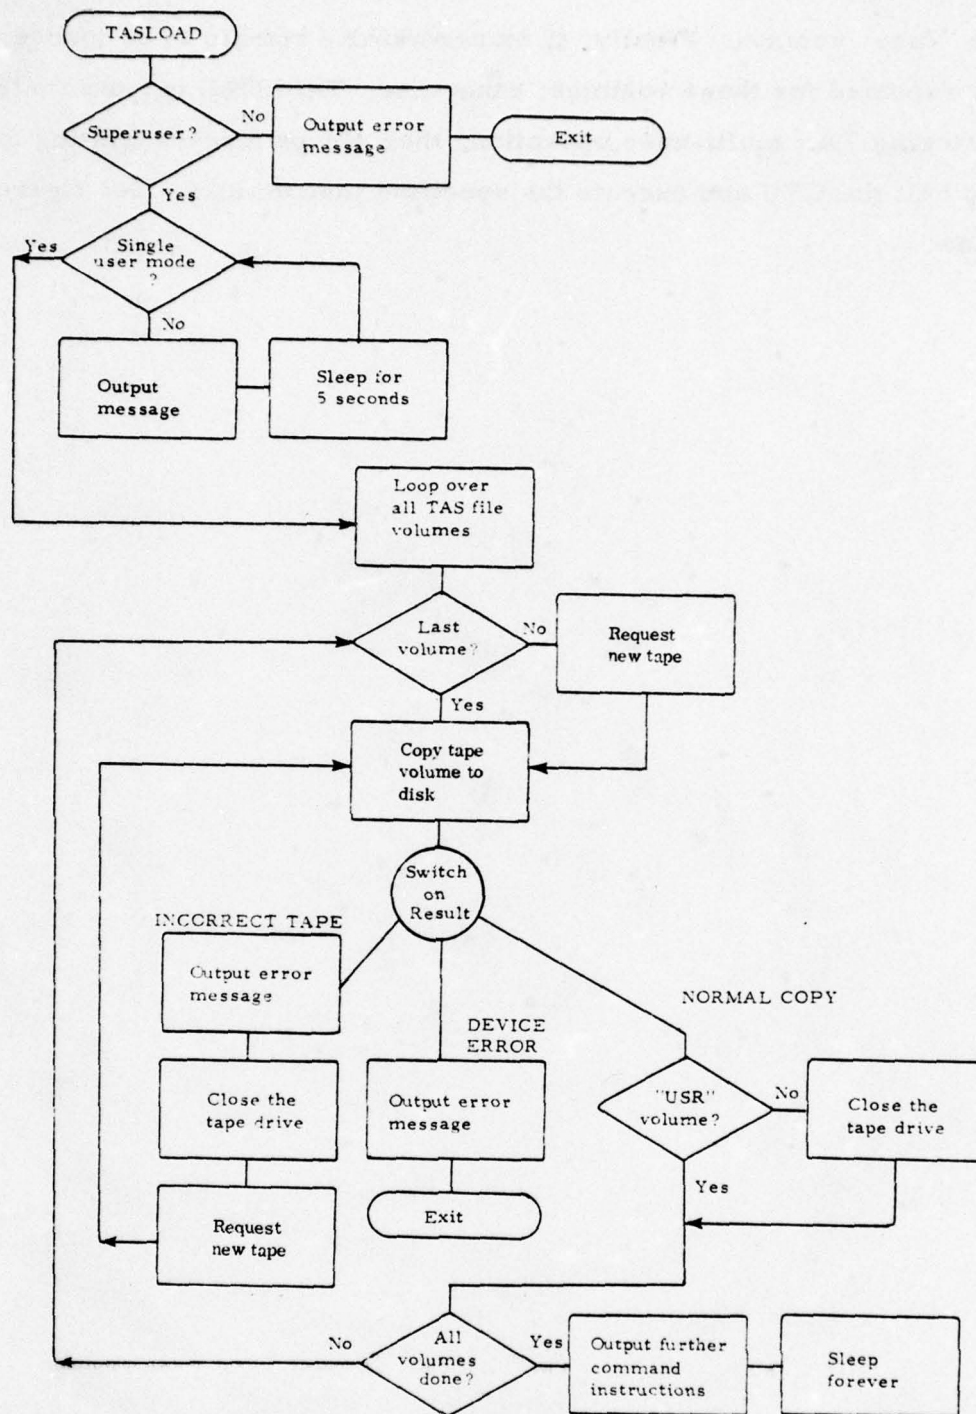 TASLOAD
Superuser?
No
Output error
message
Exit
Yes
Yes
Single
user mode
?
No
Output
message
Sleep for
5 seconds
Loop over
all TAS file
volumes
Last
volume?
No
Request
new tape
Yes
Copy tape
volume to
disk
Switch
on
Result
INCORRECT TAPE
Output error
message
NORMAL COPY
DEVICE
ERROR
Close the
tape drive
Output error
message
"USR"
volume?
No
Close the
tape drive
Yes
Request
new tape
Exit
No
All
volumes
done?
Yes
Output further
command
instructions
Sleep
forever